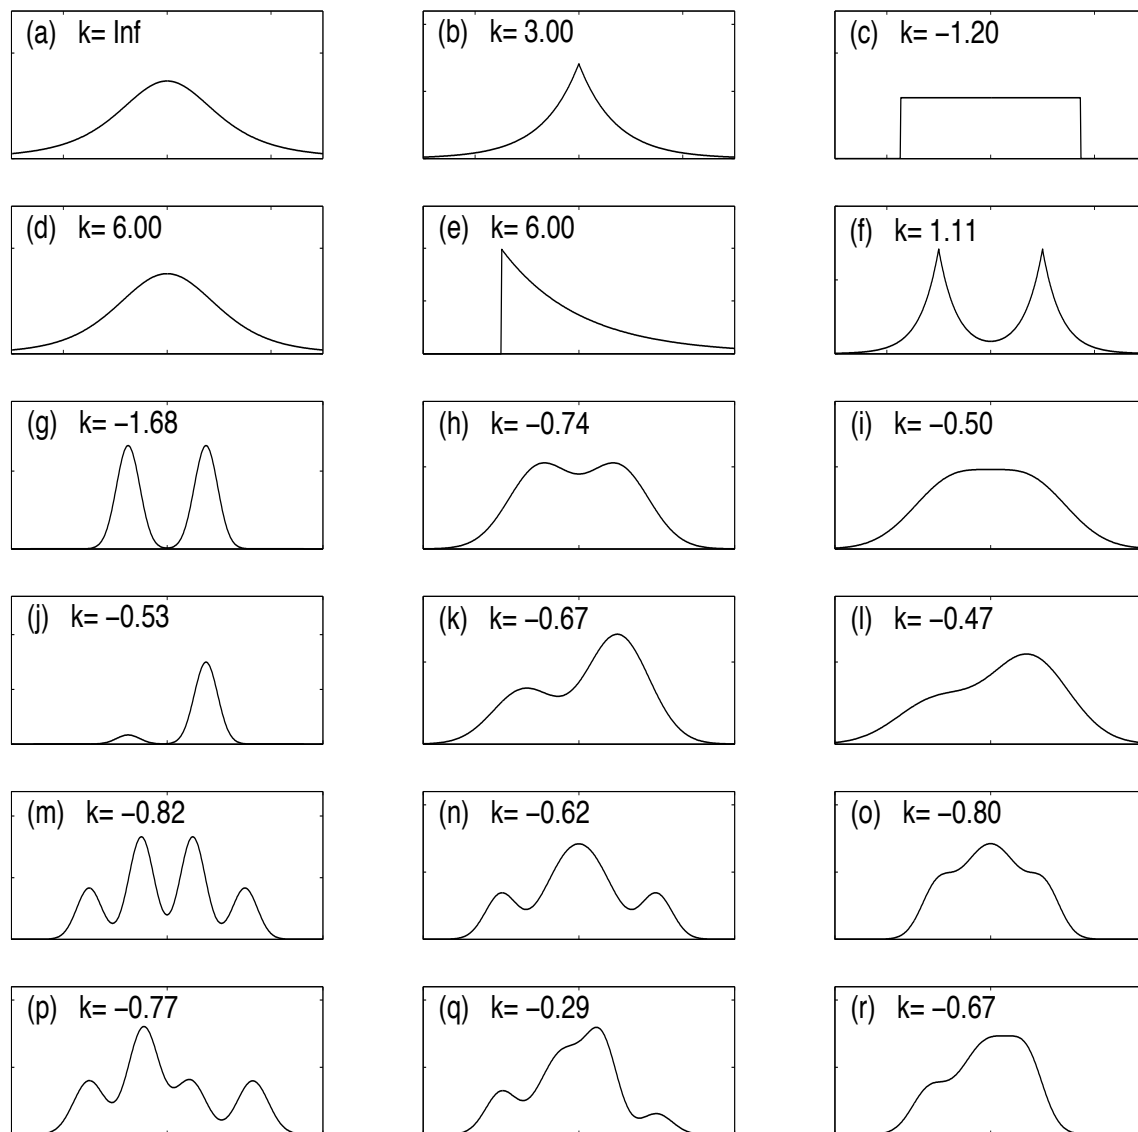 (a) k= Inf
(b) k= 3.00
(c) k= −1.20
(d) k= 6.00
(e) k= 6.00
(f) k= 1.11
(g) k= −1.68
(h) k= −0.74
(i) k= −0.50
(j) k= −0.53
(k) k= −0.67
(l) k= −0.47
(m) k= −0.82
(n) k= −0.62
(o) k= −0.80
(p) k= −0.77
(q) k= −0.29
(r) k= −0.67